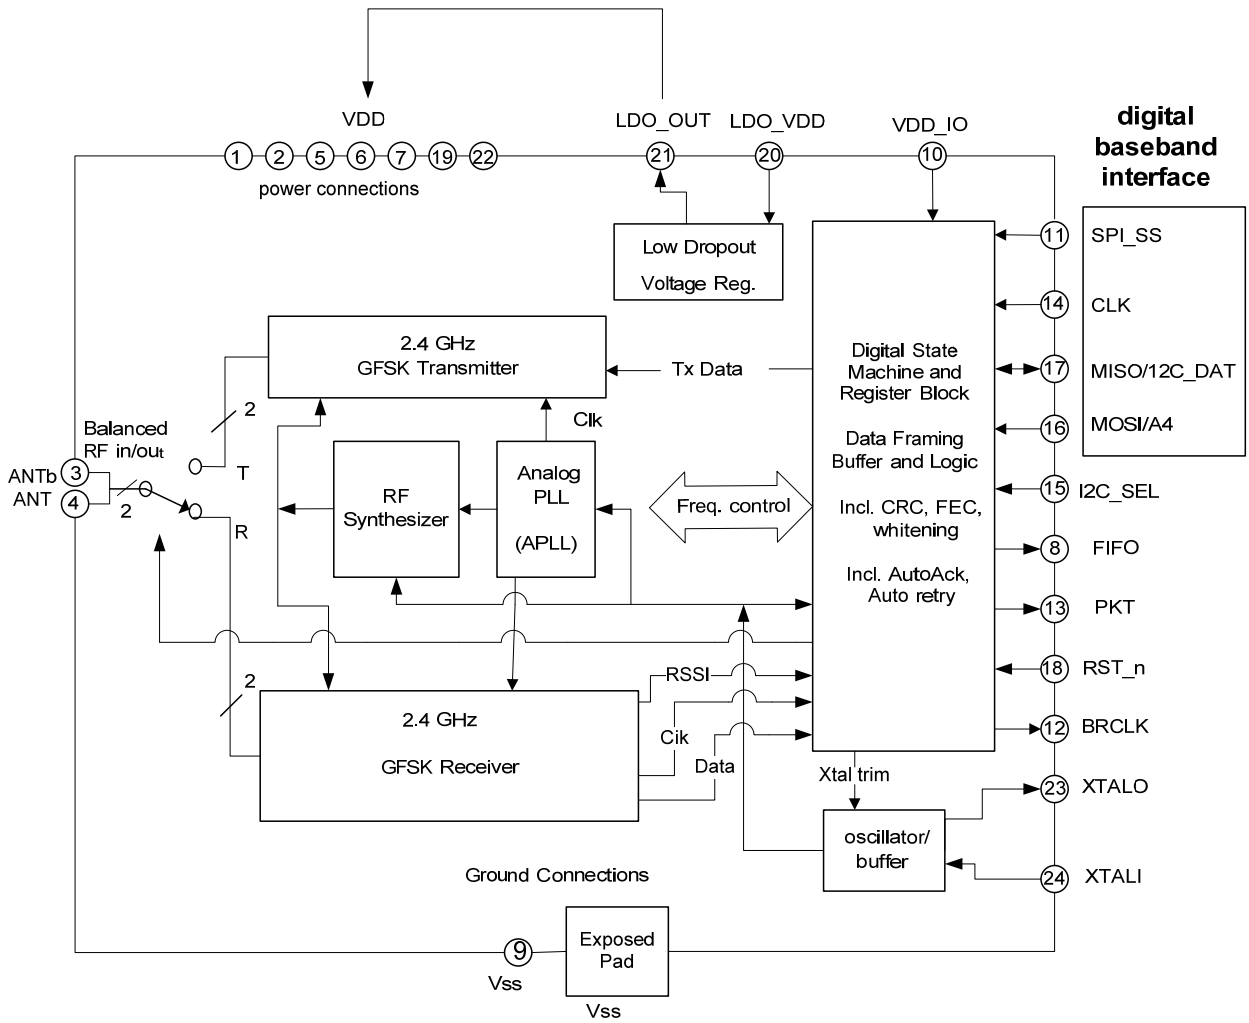 VDD
LDO_OUT
LDO_VDD
VDD_IO
digital
baseband
interface
1
2
5
6
7
19
22
21
20
10
power connections
11
SPI_SS
Low Dropout
Voltage Reg.
14
CLK
2.4 GHz
GFSK Transmitter
Tx Data
Digital State
Machine and
Register Block
17
MISO/12C_DAT
2
Clk
Balanced
RF in/out
16
MOSI/A4
Data Framing
Buffer and Logic
ANTb
3
T
ANT
4
2
R
RF
Synthesizer
Analog
PLL
(APLL)
Freq. control
Incl. CRC, FEC,
whitening
15
I2C_SEL
8
FIFO
Incl. AutoAck,
Auto retry
13
PKT
2
RSSI
18
RST_n
2.4 GHz
GFSK Receiver
Cik
Data
12
BRCLK
Xtal trim
23
XTALO
oscillator/
buffer
24
XTALI
Ground Connections
9
Vss
Exposed
Pad
Vss